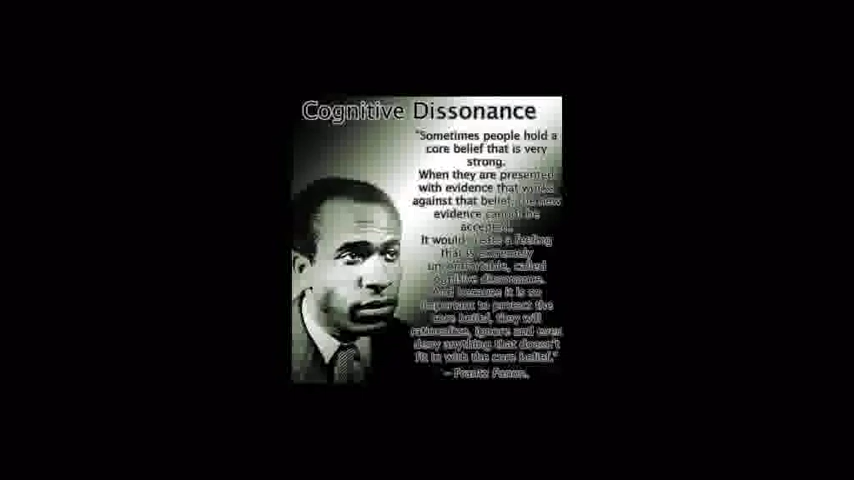 Cognitive Dissonance
"Sometimes people hold a
core belief that is very
strong.
When they are presented
with evidence that works
against that belief, the new
evidence cannot be
accepted.
It would create a feeling
that is extremely
uncomfortable, called
cognitive dissonance.
And because it is so
important to protect the
core belief, they will
rationalize, ignore and even
deny anything that doesn't
fit in with the core belief."
- Frantz Fanon.